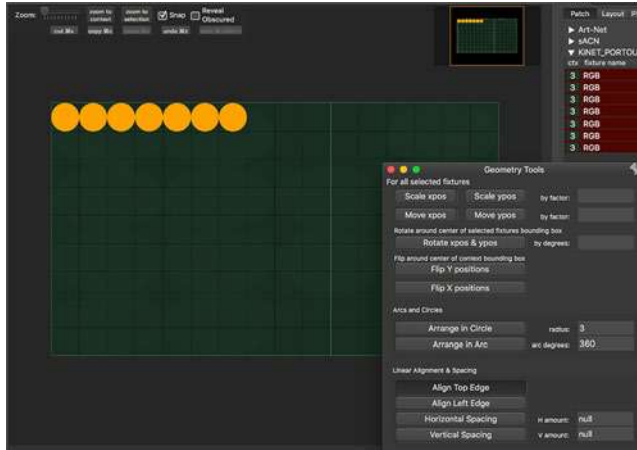 Zoom:
zoom to context
zoom to selection
Snap
Reveal Obscured
cut ⌘x
copy ⌘c
undo ⌘z
Patch Layout P
Art-Net
sACN
KiNET_PORTOU
ctx fixture name
3 RGB
3 RGB
3 RGB
3 RGB
3 RGB
3 RGB
3 RGB
Geometry Tools
For all selected fixtures
Scale xpos Scale ypos by factor:
Move xpos Move ypos by factor:
Rotate around center of selected fixtures bounding box
Rotate xpos & ypos by degrees:
Flip around center of context bounding box
Flip Y positions
Flip X positions
Arcs and Circles
Arrange in Circle radius: 3
Arrange in Arc arc degrees: 360
Linear Alignment & Spacing
Align Top Edge
Align Left Edge
Horizontal Spacing H amount: null
Vertical Spacing V amount: null